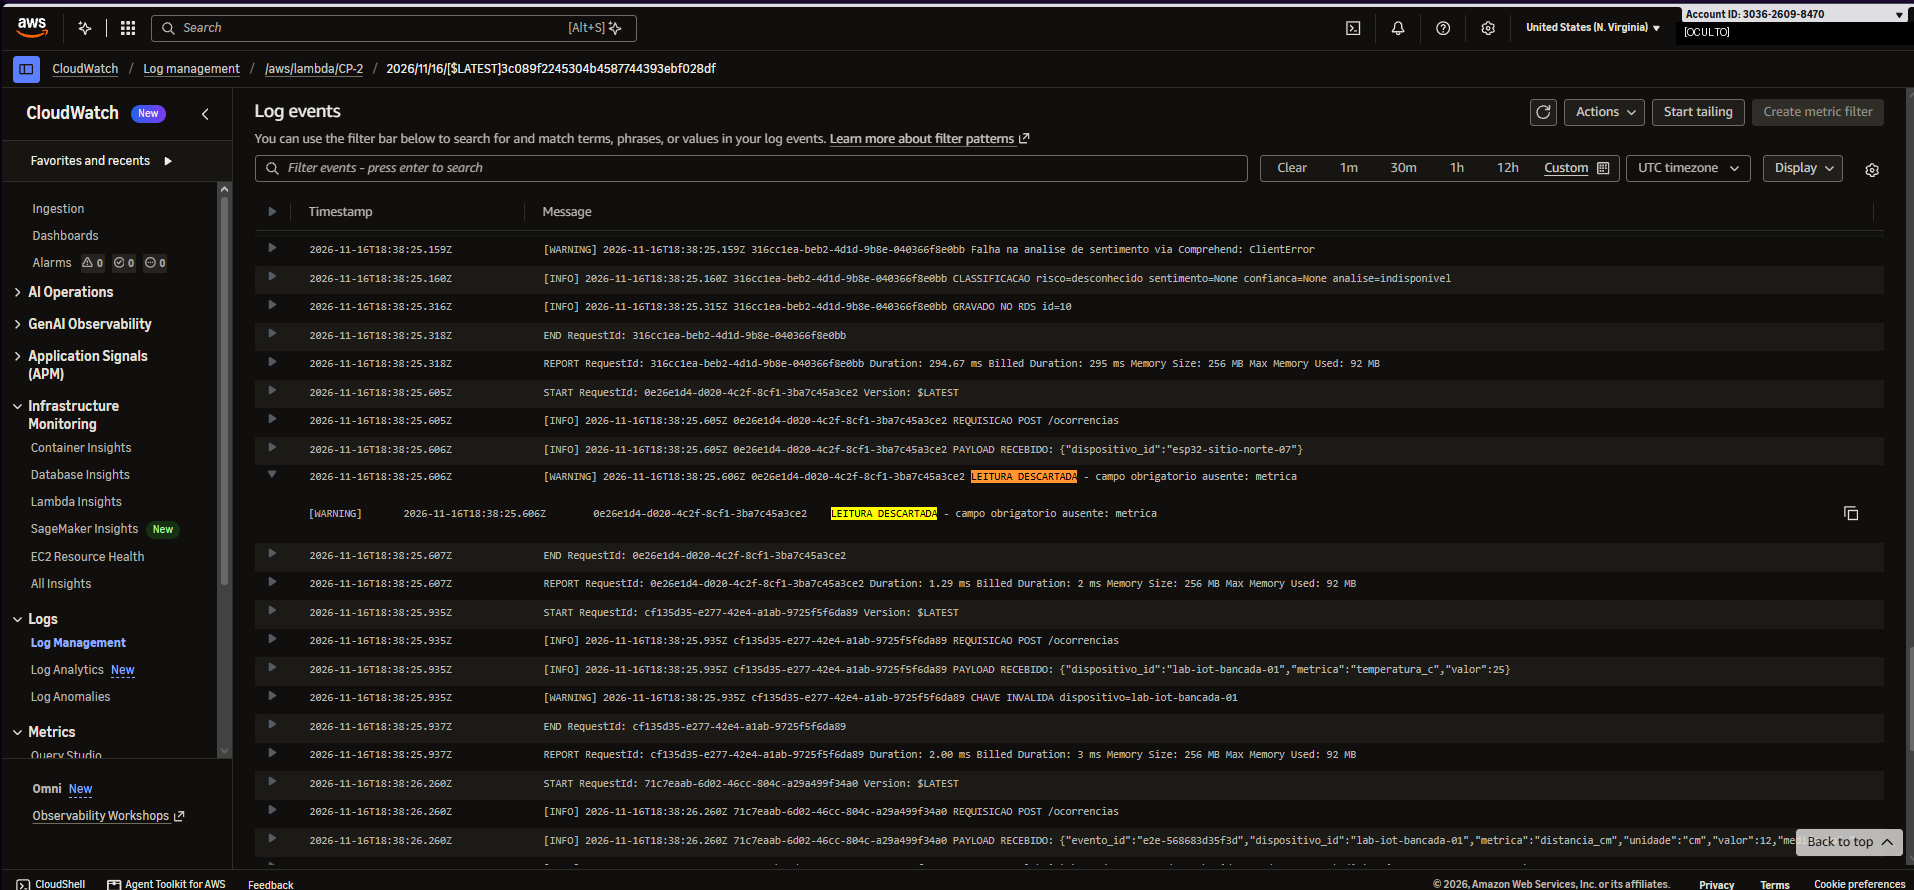 aws
Search [Alt+S]
United States (N. Virginia)
Account ID: 3036-2609-8470
[OCULTO]
CloudWatch / Log management / /aws/lambda/CP-2 / 2026/11/16/[$LATEST]3c089f2245304b4587744393ebf028df
CloudWatch New
Favorites and recents
Ingestion
Dashboards
Alarms 0 0 0
AI Operations
GenAI Observability
Application Signals
(APM)
Infrastructure
Monitoring
Container Insights
Database Insights
Lambda Insights
SageMaker Insights New
EC2 Resource Health
All Insights
Logs
Log Management
Log Analytics New
Log Anomalies
Metrics
Query Studio
Omni New
Observability Workshops
Log events
Actions
Start tailing
Create metric filter
You can use the filter bar below to search for and match terms, phrases, or values in your log events. Learn more about filter patterns
Filter events - press enter to search
Clear 1m 30m 1h 12h Custom UTC timezone Display
Timestamp Message
2026-11-16T18:38:25.159Z [WARNING] 2026-11-16T18:38:25.159Z 316cc1ea-beb2-4d1d-9b8e-040366f8e0bb Falha na analise de sentimento via Comprehend: ClientError
2026-11-16T18:38:25.160Z [INFO] 2026-11-16T18:38:25.160Z 316cc1ea-beb2-4d1d-9b8e-040366f8e0bb CLASSIFICACAO risco=desconhecido sentimento=None confianca=None analise=indisponivel
2026-11-16T18:38:25.316Z [INFO] 2026-11-16T18:38:25.315Z 316cc1ea-beb2-4d1d-9b8e-040366f8e0bb GRAVADO NO RDS id=10
2026-11-16T18:38:25.318Z END RequestId: 316cc1ea-beb2-4d1d-9b8e-040366f8e0bb
2026-11-16T18:38:25.318Z REPORT RequestId: 316cc1ea-beb2-4d1d-9b8e-040366f8e0bb Duration: 294.67 ms Billed Duration: 295 ms Memory Size: 256 MB Max Memory Used: 92 MB
2026-11-16T18:38:25.605Z START RequestId: 0e26e1d4-d020-4c2f-8cf1-3ba7c45a3ce2 Version: $LATEST
2026-11-16T18:38:25.605Z [INFO] 2026-11-16T18:38:25.605Z 0e26e1d4-d020-4c2f-8cf1-3ba7c45a3ce2 REQUISICAO POST /ocorrencias
2026-11-16T18:38:25.606Z [INFO] 2026-11-16T18:38:25.605Z 0e26e1d4-d020-4c2f-8cf1-3ba7c45a3ce2 PAYLOAD RECEBIDO: {"dispositivo_id":"esp32-sitio-norte-07"}
2026-11-16T18:38:25.606Z [WARNING] 2026-11-16T18:38:25.606Z 0e26e1d4-d020-4c2f-8cf1-3ba7c45a3ce2 LEITURA DESCARTADA - campo obrigatorio ausente: metrica
[WARNING] 2026-11-16T18:38:25.606Z 0e26e1d4-d020-4c2f-8cf1-3ba7c45a3ce2 LEITURA DESCARTADA - campo obrigatorio ausente: metrica
2026-11-16T18:38:25.607Z END RequestId: 0e26e1d4-d020-4c2f-8cf1-3ba7c45a3ce2
2026-11-16T18:38:25.607Z REPORT RequestId: 0e26e1d4-d020-4c2f-8cf1-3ba7c45a3ce2 Duration: 1.29 ms Billed Duration: 2 ms Memory Size: 256 MB Max Memory Used: 92 MB
2026-11-16T18:38:25.935Z START RequestId: cf135d35-e277-42e4-a1ab-9725f5f6da89 Version: $LATEST
2026-11-16T18:38:25.935Z [INFO] 2026-11-16T18:38:25.935Z cf135d35-e277-42e4-a1ab-9725f5f6da89 REQUISICAO POST /ocorrencias
2026-11-16T18:38:25.935Z [INFO] 2026-11-16T18:38:25.935Z cf135d35-e277-42e4-a1ab-9725f5f6da89 PAYLOAD RECEBIDO: {"dispositivo_id":"lab-iot-bancada-01","metrica":"temperatura_c","valor":25}
2026-11-16T18:38:25.935Z [WARNING] 2026-11-16T18:38:25.935Z cf135d35-e277-42e4-a1ab-9725f5f6da89 CHAVE INVALIDA dispositivo=lab-iot-bancada-01
2026-11-16T18:38:25.937Z END RequestId: cf135d35-e277-42e4-a1ab-9725f5f6da89
2026-11-16T18:38:25.937Z REPORT RequestId: cf135d35-e277-42e4-a1ab-9725f5f6da89 Duration: 2.00 ms Billed Duration: 3 ms Memory Size: 256 MB Max Memory Used: 92 MB
2026-11-16T18:38:26.260Z START RequestId: 71c7eaab-6d02-46cc-804c-a29a499f34a0 Version: $LATEST
2026-11-16T18:38:26.260Z [INFO] 2026-11-16T18:38:26.260Z 71c7eaab-6d02-46cc-804c-a29a499f34a0 REQUISICAO POST /ocorrencias
2026-11-16T18:38:26.260Z [INFO] 2026-11-16T18:38:26.260Z 71c7eaab-6d02-46cc-804c-a29a499f34a0 PAYLOAD RECEBIDO: {"evento_id":"e2e-568683d35f3d","dispositivo_id":"lab-iot-bancada-01","metrica":"distancia_cm","unidade":"cm","valor":12,"med
Back to top
CloudShell Agent Toolkit for AWS Feedback
© 2026, Amazon Web Services, Inc. or its affiliates. Privacy Terms Cookie preferences